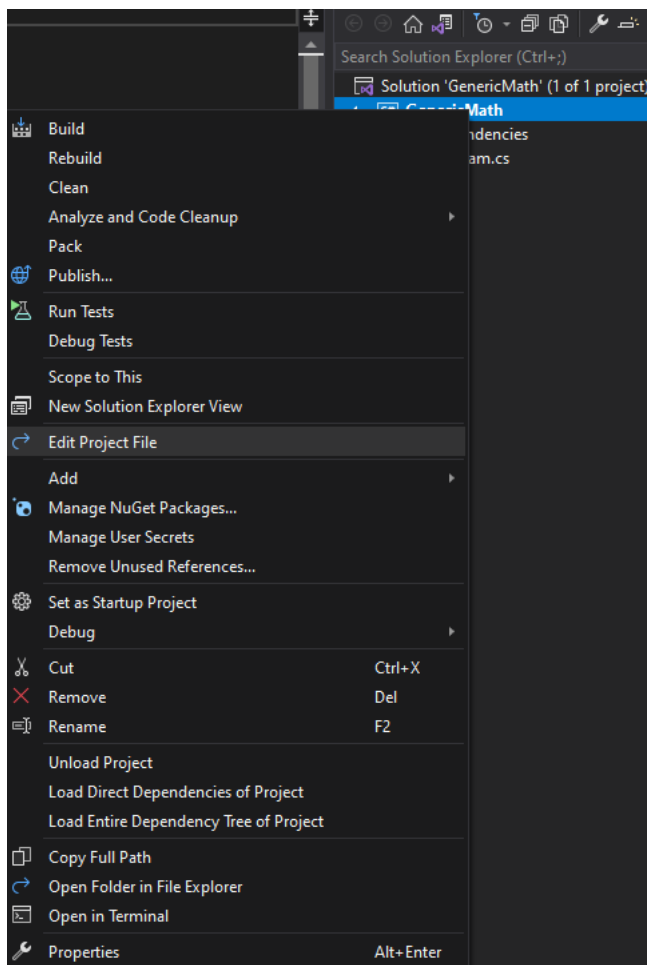 Search Solution Explorer (Ctrl+;)
Solution 'GenericMath' (1 of 1 project)
GenericMath
ndencies
am.cs
Build
Rebuild
Clean
Analyze and Code Cleanup
Pack
Publish...
Run Tests
Debug Tests
Scope to This
New Solution Explorer View
Edit Project File
Add
Manage NuGet Packages...
Manage User Secrets
Remove Unused References...
Set as Startup Project
Debug
Cut Ctrl+X
Remove Del
Rename F2
Unload Project
Load Direct Dependencies of Project
Load Entire Dependency Tree of Project
Copy Full Path
Open Folder in File Explorer
Open in Terminal
Properties Alt+Enter